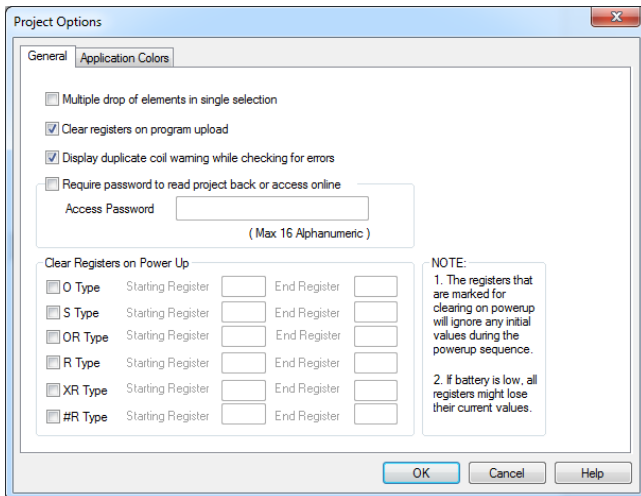 Project Options
General Application Colors
Multiple drop of elements in single selection
Clear registers on program upload
Display duplicate coil warning while checking for errors
Require password to read project back or access online
Access Password
( Max 16 Alphanumeric )
Clear Registers on Power Up
O Type Starting Register End Register
S Type Starting Register End Register
OR Type Starting Register End Register
R Type Starting Register End Register
XR Type Starting Register End Register
#R Type Starting Register End Register
NOTE:
1. The registers that
are marked for
clearing on powerup
will ignore any initial
values during the
powerup sequence.
2. If battery is low, all
registers might lose
their current values.
OK Cancel Help